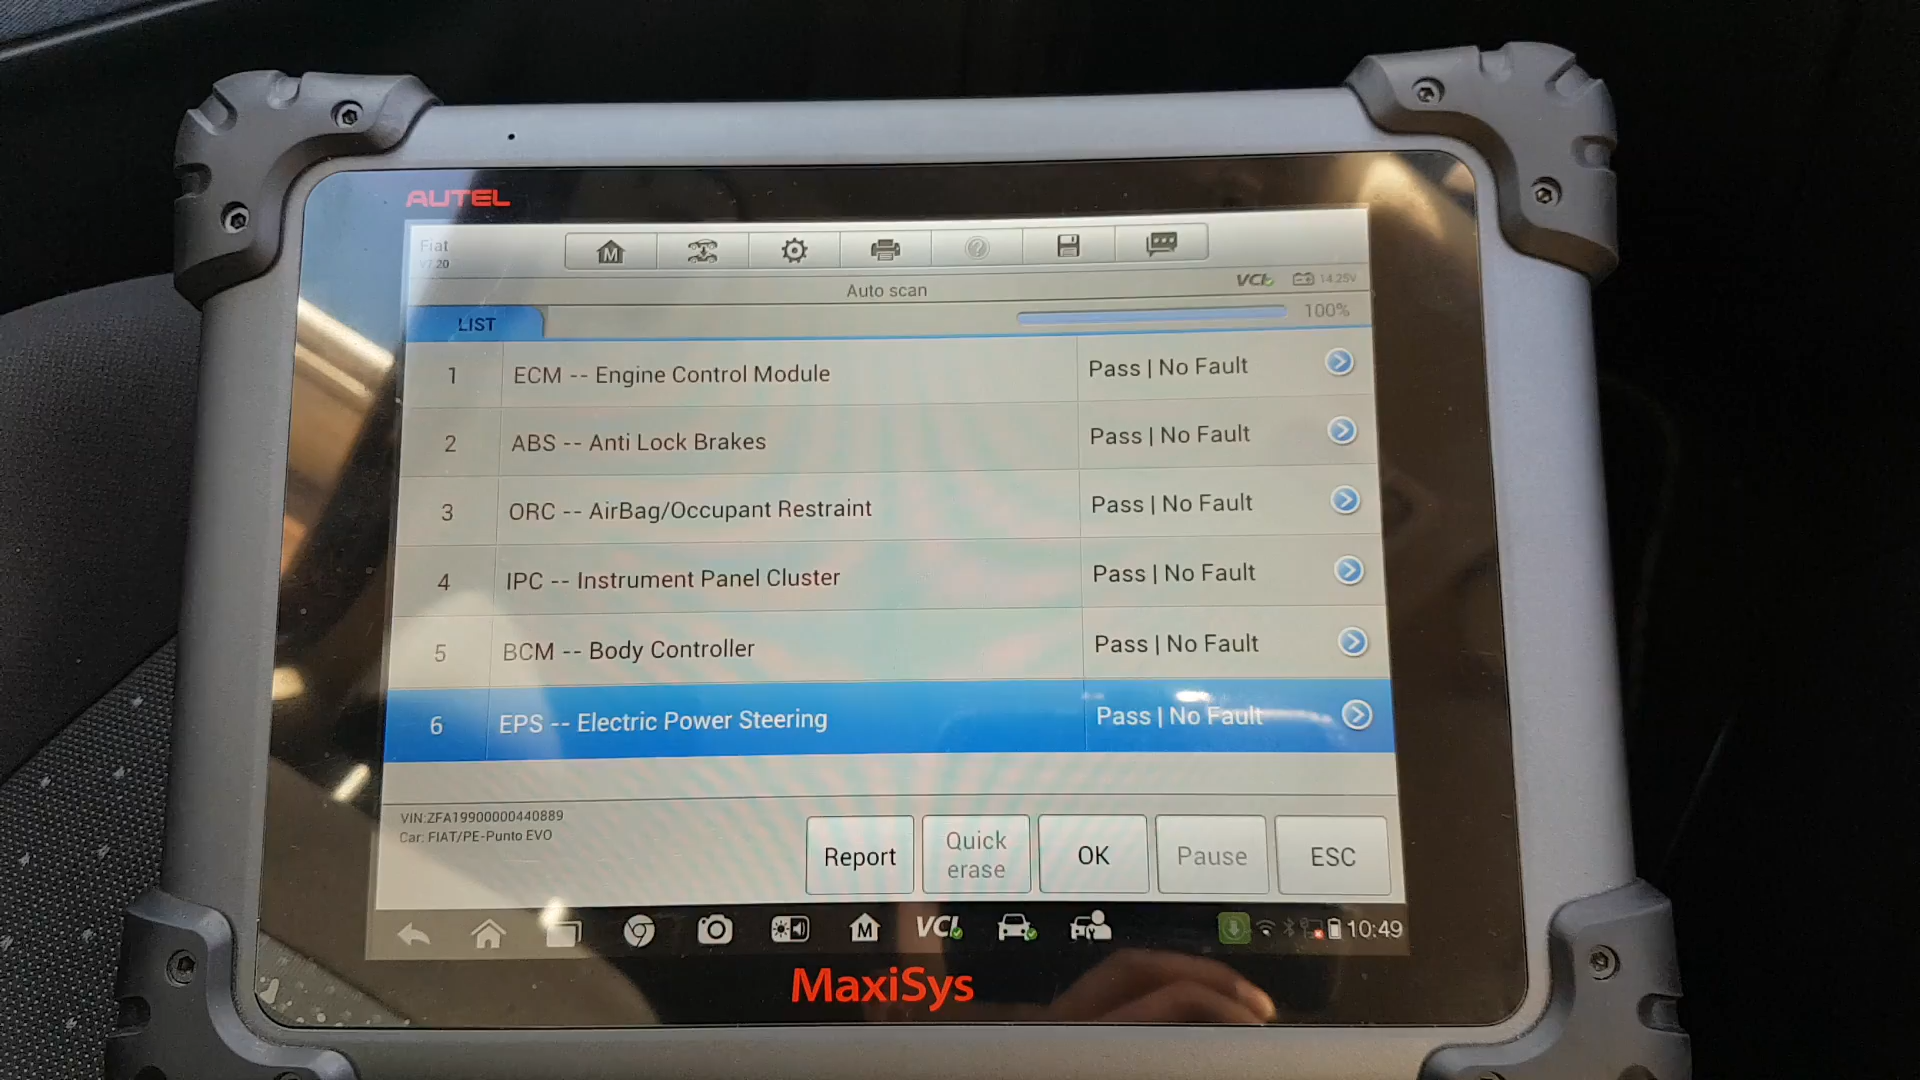 AUTEL
Fiat
V7.20
M
Auto scan
VCI
14.25V
LIST
100%
1 ECM -- Engine Control Module Pass | No Fault
2 ABS -- Anti Lock Brakes Pass | No Fault
3 ORC -- AirBag/Occupant Restraint Pass | No Fault
4 IPC -- Instrument Panel Cluster Pass | No Fault
5 BCM -- Body Controller Pass | No Fault
6 EPS -- Electric Power Steering Pass | No Fault
VIN:ZFA19900000440889
Car: FIAT/PE-Punto EVO
Report
Quick
erase
OK
Pause
ESC
M
VCI
10:49
MaxiSys